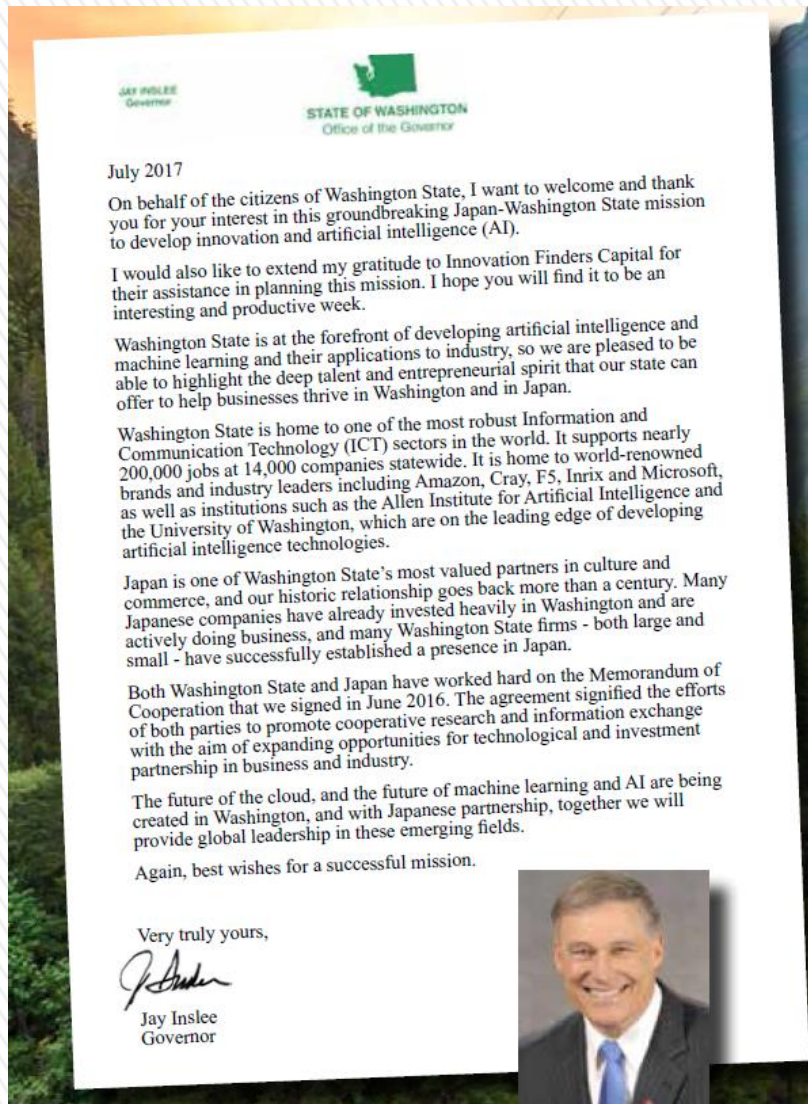 JAY INSLEE
Governor
STATE OF WASHINGTON
Office of the Governor
July 2017
On behalf of the citizens of Washington State, I want to welcome and thank
you for your interest in this groundbreaking Japan-Washington State mission
to develop innovation and artificial intelligence (AI).
I would also like to extend my gratitude to Innovation Finders Capital for
their assistance in planning this mission. I hope you will find it to be an
interesting and productive week.
Washington State is at the forefront of developing artificial intelligence and
machine learning and their applications to industry, so we are pleased to be
able to highlight the deep talent and entrepreneurial spirit that our state can
offer to help businesses thrive in Washington and in Japan.
Washington State is home to one of the most robust Information and
Communication Technology (ICT) sectors in the world. It supports nearly
200,000 jobs at 14,000 companies statewide. It is home to world-renowned
brands and industry leaders including Amazon, Cray, F5, Inrix and Microsoft,
as well as institutions such as the Allen Institute for Artificial Intelligence and
the University of Washington, which are on the leading edge of developing
artificial intelligence technologies.
Japan is one of Washington State's most valued partners in culture and
commerce, and our historic relationship goes back more than a century. Many
Japanese companies have already invested heavily in Washington and are
actively doing business, and many Washington State firms - both large and
small - have successfully established a presence in Japan.
Both Washington State and Japan have worked hard on the Memorandum of
Cooperation that we signed in June 2016. The agreement signified the efforts
of both parties to promote cooperative research and information exchange
with the aim of expanding opportunities for technological and investment
partnership in business and industry.
The future of the cloud, and the future of machine learning and AI are being
created in Washington, and with Japanese partnership, together we will
provide global leadership in these emerging fields.
Again, best wishes for a successful mission.
Very truly yours,
Jay Inslee
Governor